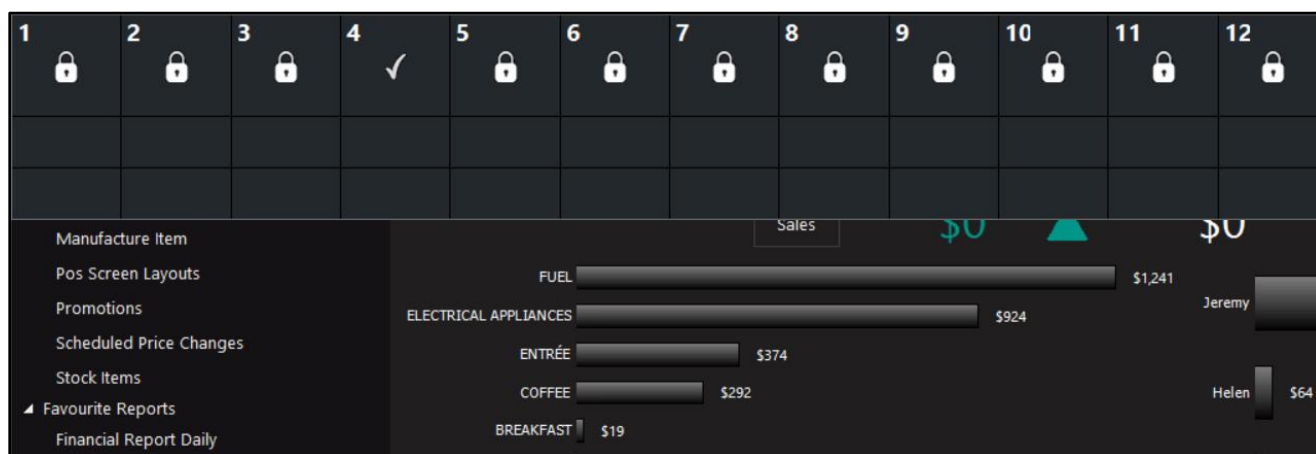 1 2 3 4 5 6 7 8 9 10 11 12
Sales $0 $0
Manufacture Item
Pos Screen Layouts
Promotions
Scheduled Price Changes
Stock Items
Favourite Reports
Financial Report Daily
FUEL $1,241
ELECTRICAL APPLIANCES $924
ENTRÉE $374
COFFEE $292
BREAKFAST $19
Jeremy
Helen $64